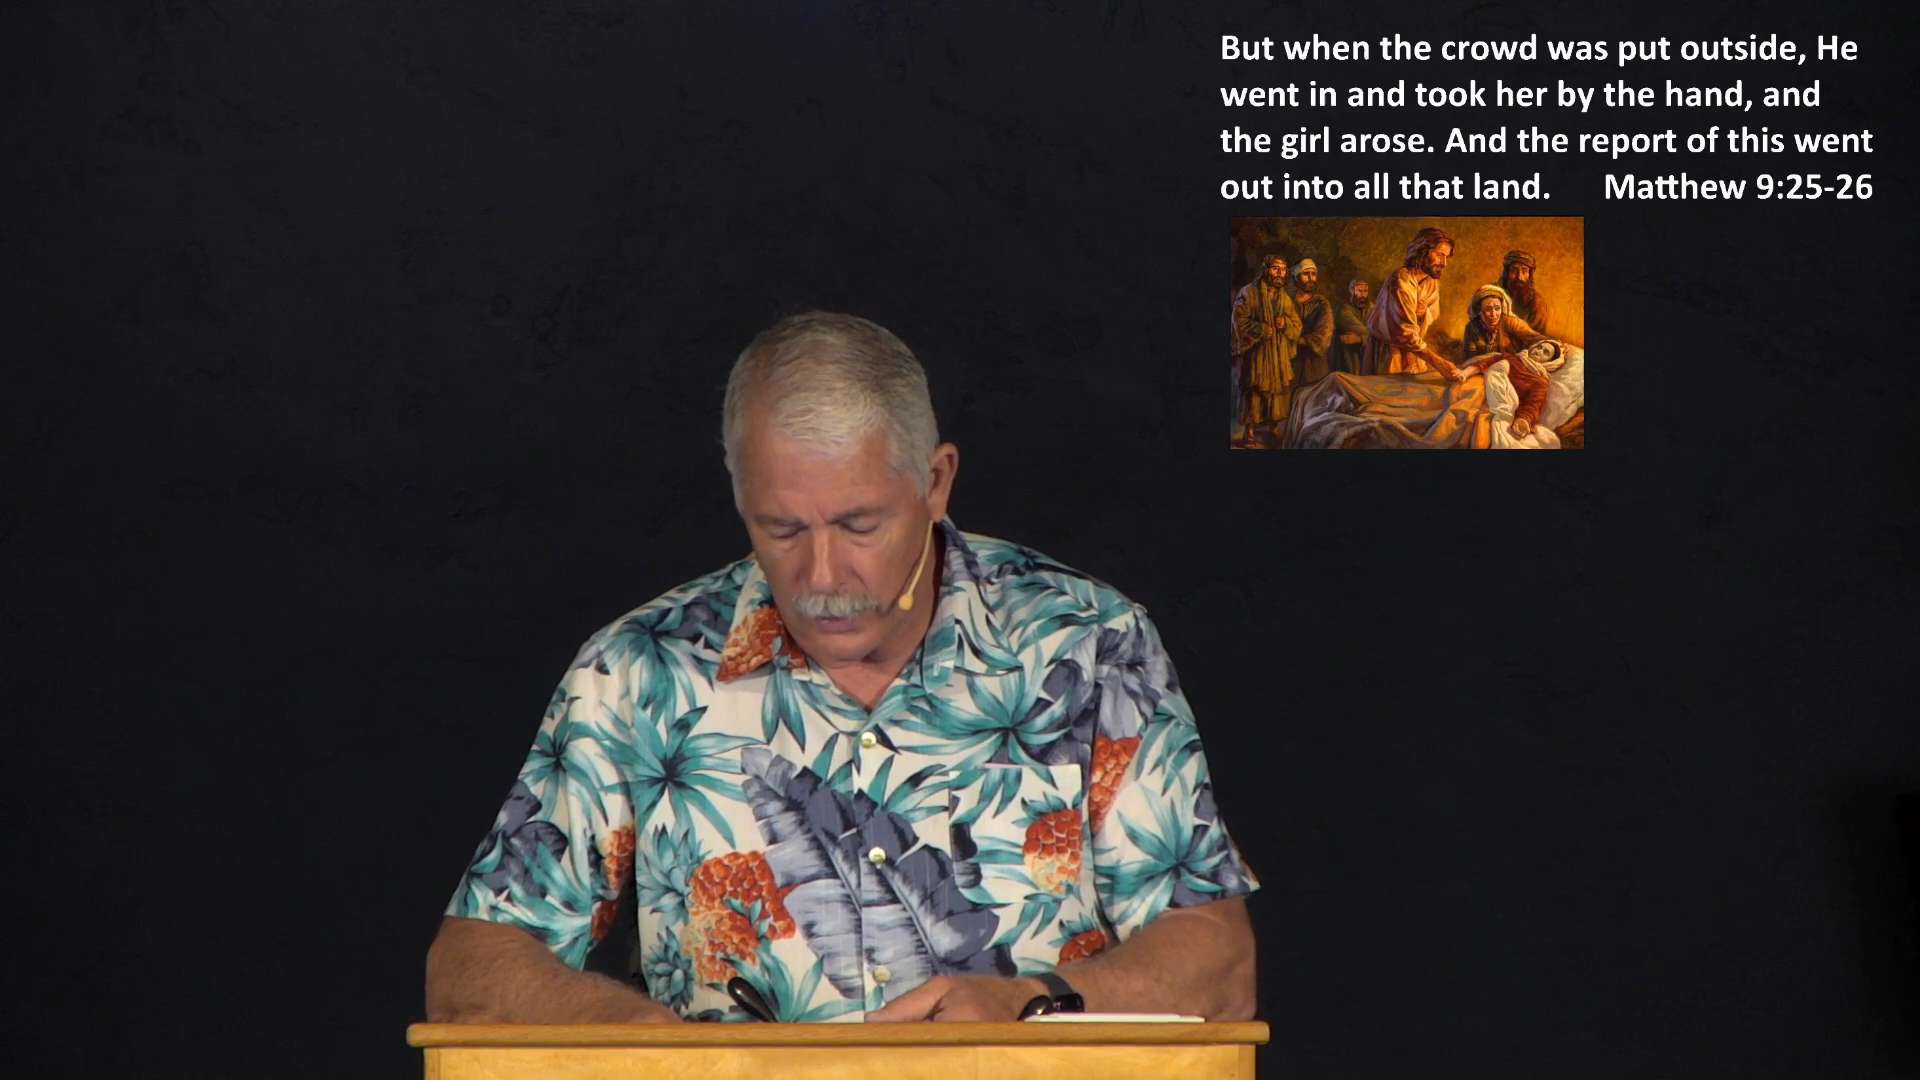 But when the crowd was put outside, He
went in and took her by the hand, and
the girl arose. And the report of this went
out into all that land. Matthew 9:25-26